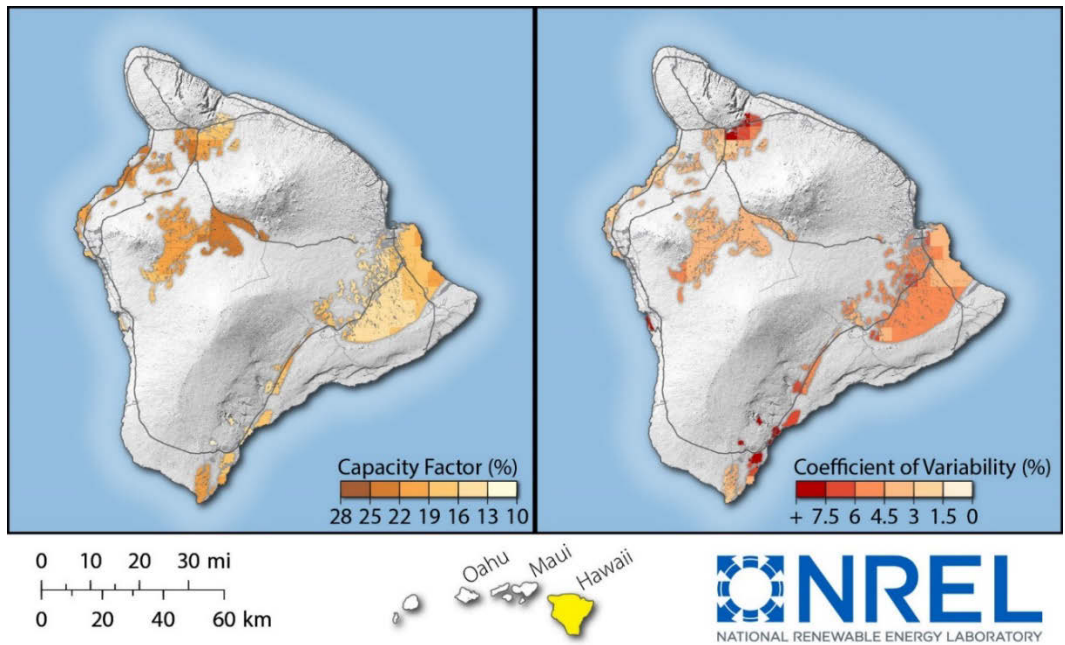 Capacity Factor (%)
28 25 22 19 16 13 10
Coefficient of Variability (%)
+ 7.5 6 4.5 3 1.5 0
0 10 20 30 mi
0 20 40 60 km
Oahu
Maui
Hawaii
NREL
NATIONAL RENEWABLE ENERGY LABORATORY